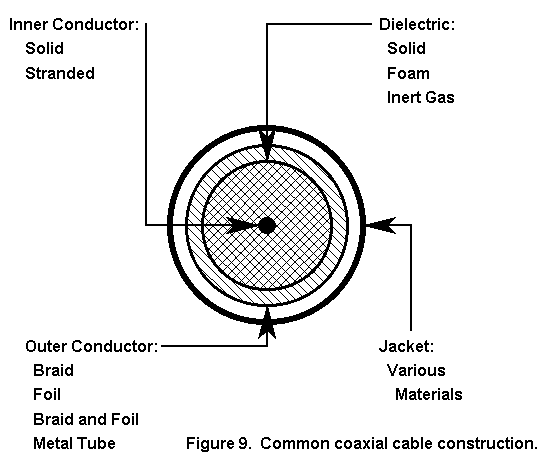 Inner Conductor:
Solid
Stranded
Dielectric:
Solid
Foam
Inert Gas
Outer Conductor:
Braid
Foil
Braid and Foil
Metal Tube
Jacket:
Various
Materials
Figure 9. Common coaxial cable construction.